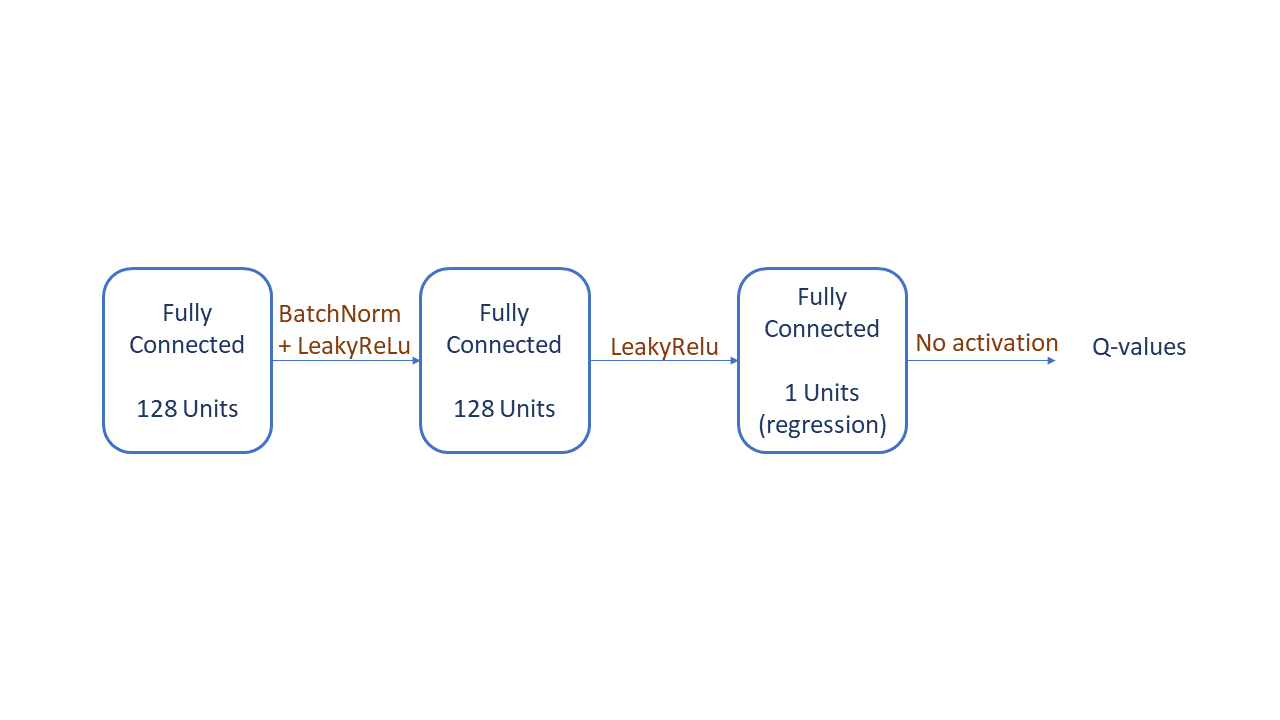 Fully
Connected
128 Units
BatchNorm
+ LeakyReLu
Fully
Connected
128 Units
LeakyRelu
Fully
Connected
1 Units
(regression)
No activation
Q-values